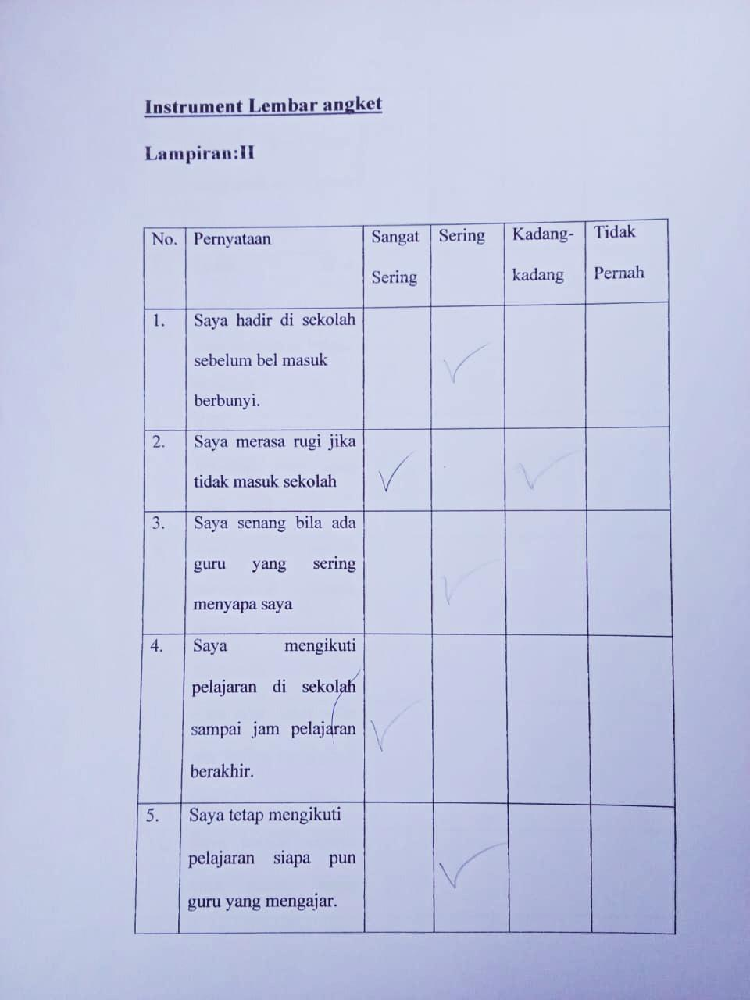 Instrument Lembar angket
Lampiran:II
No. Pernyataan Sangat Sering Kadang- Tidak
Sering kadang Pernah
1. Saya hadir di sekolah
sebelum bel masuk
berbunyi.
2. Saya merasa rugi jika
tidak masuk sekolah
3. Saya senang bila ada
guru yang sering
menyapa saya
4. Saya mengikuti
pelajaran di sekolah
sampai jam pelajaran
berakhir.
5. Saya tetap mengikuti
pelajaran siapa pun
guru yang mengajar.